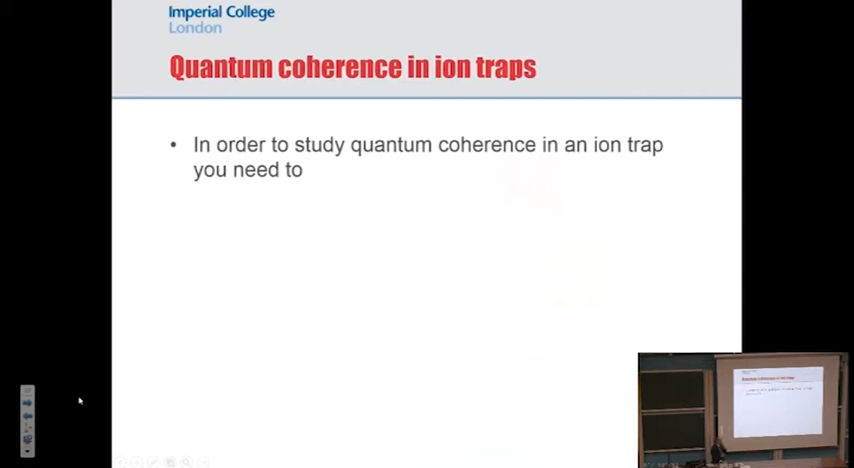 Imperial College
London
Quantum coherence in ion traps
• In order to study quantum coherence in an ion trap
you need to